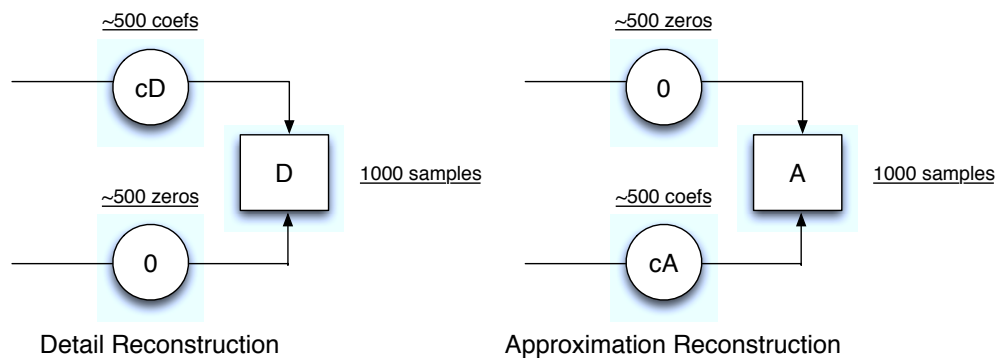 ~500 coefs
cD
D
1000 samples
~500 zeros
0
Detail Reconstruction
~500 zeros
0
A
1000 samples
~500 coefs
cA
Approximation Reconstruction